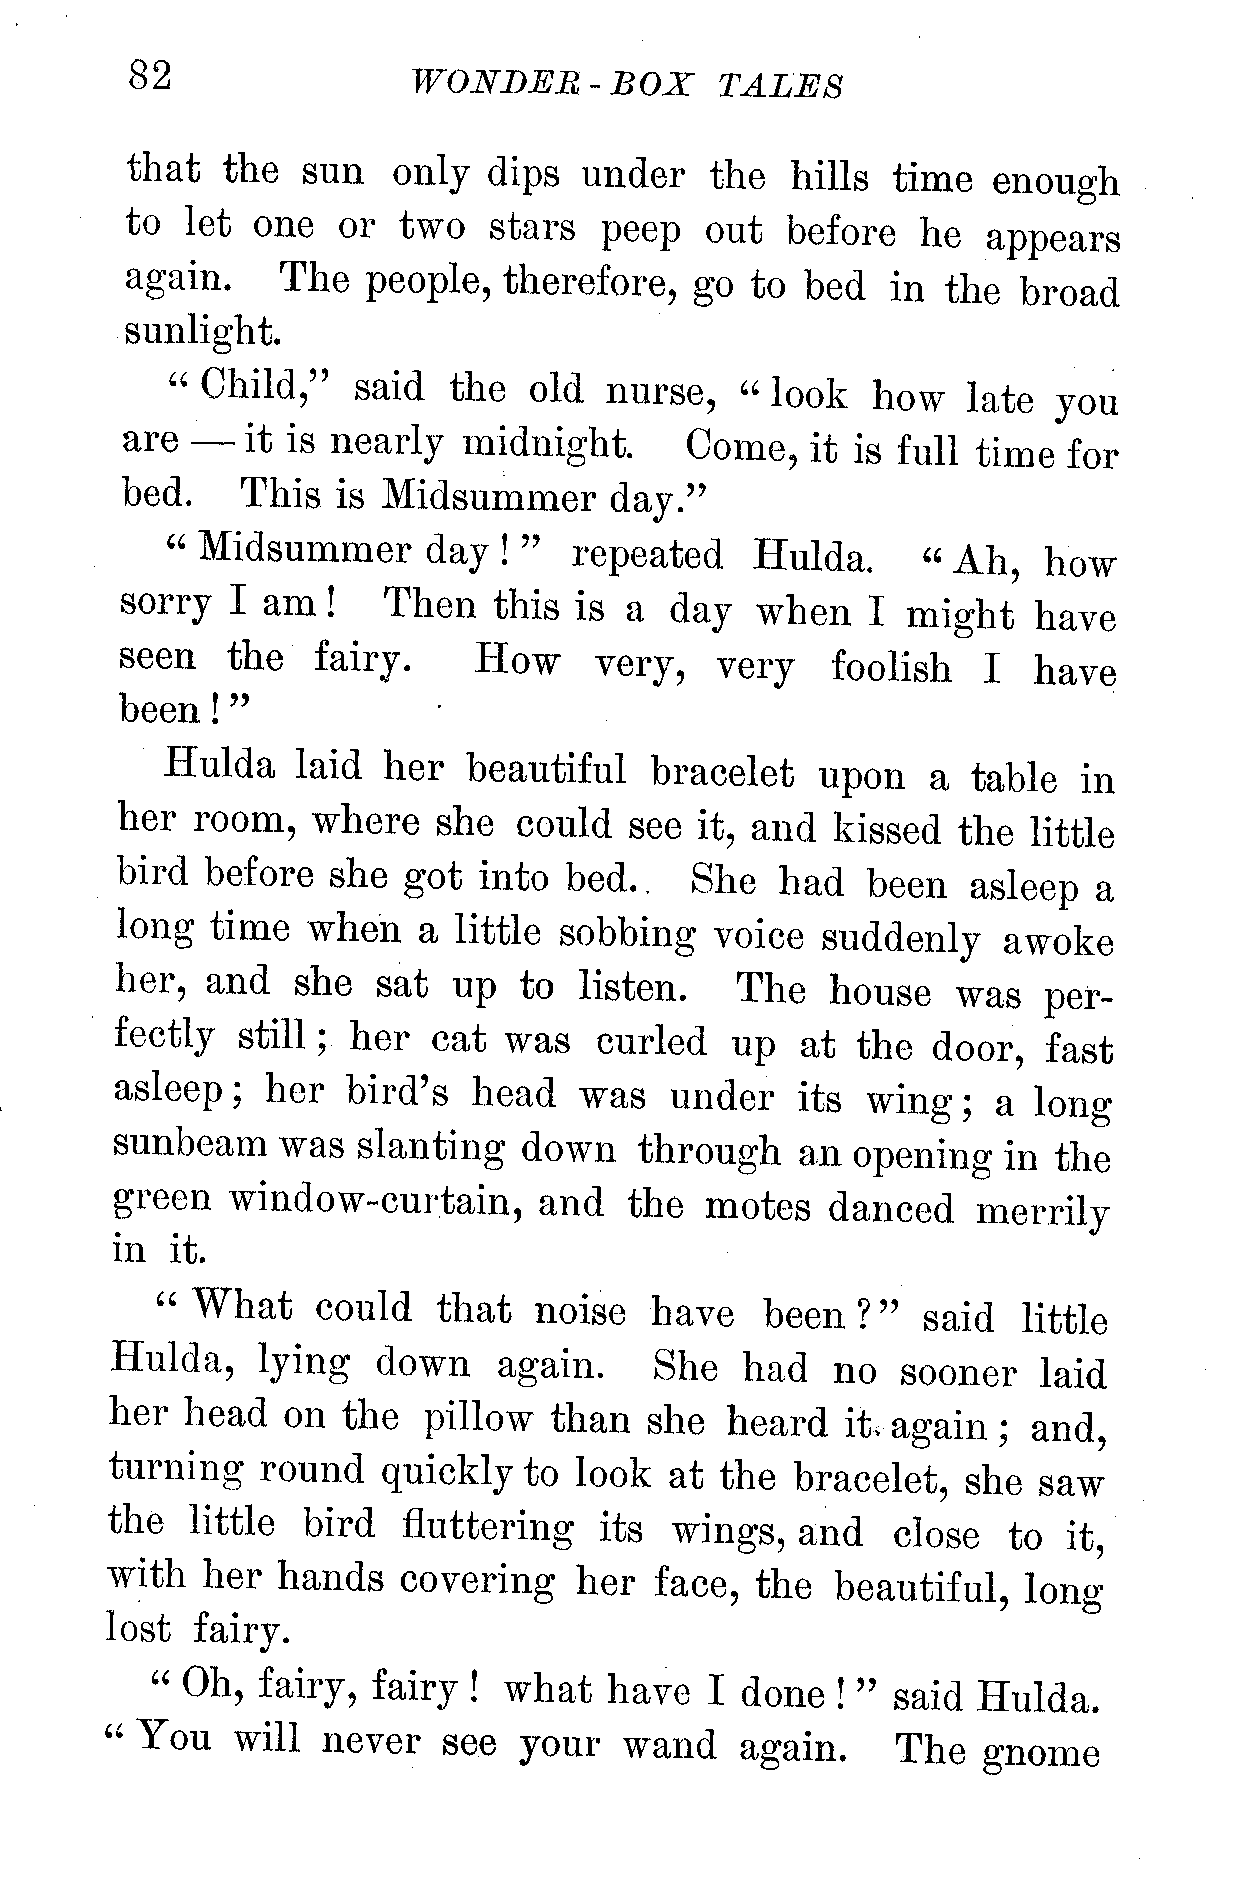 82 WONDER-BOX TALES
that the sun only dips under the hills time enough
to let one or two stars peep out before he appears
again. The people, therefore, go to bed in the broad
sunlight.
“Child,” said the old nurse, “look how late you
are — it is nearly midnight. Come, it is full time for
bed. This is Midsummer day.”
“Midsummer day!” repeated Hulda. “Ah, how
sorry I am! Then this is a day when I might have
seen the fairy. How very, very foolish I have
been!”
Hulda laid her beautiful bracelet upon a table in
her room, where she could see it, and kissed the little
bird before she got into bed. She had been asleep a
long time when a little sobbing voice suddenly awoke
her, and she sat up to listen. The house was per-
fectly still; her cat was curled up at the door, fast
asleep; her bird’s head was under its wing; a long
sunbeam was slanting down through an opening in the
green window-curtain, and the motes danced merrily
in it.
“What could that noise have been?” said little
Hulda, lying down again. She had no sooner laid
her head on the pillow than she heard it again; and,
turning round quickly to look at the bracelet, she saw
the little bird fluttering its wings, and close to it,
with her hands covering her face, the beautiful, long
lost fairy.
“Oh, fairy, fairy! what have I done!” said Hulda.
“You will never see your wand again. The gnome